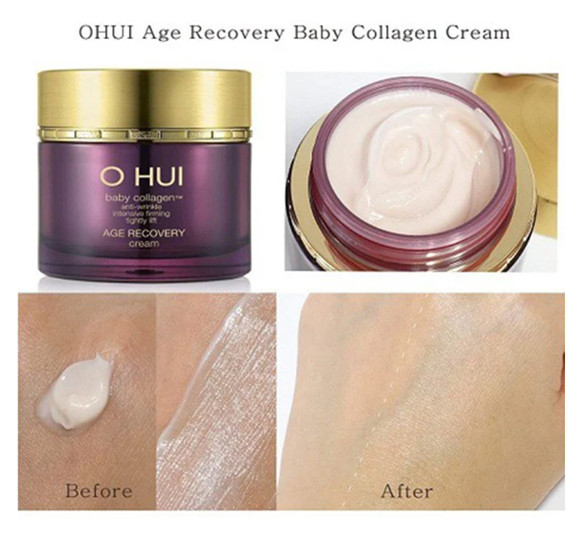 OHUI Age Recovery Baby Collagen Cream
O HUI
baby collagen™
anti-wrinkle
intensive firming
tightly lift
AGE RECOVERY
cream
Before
After